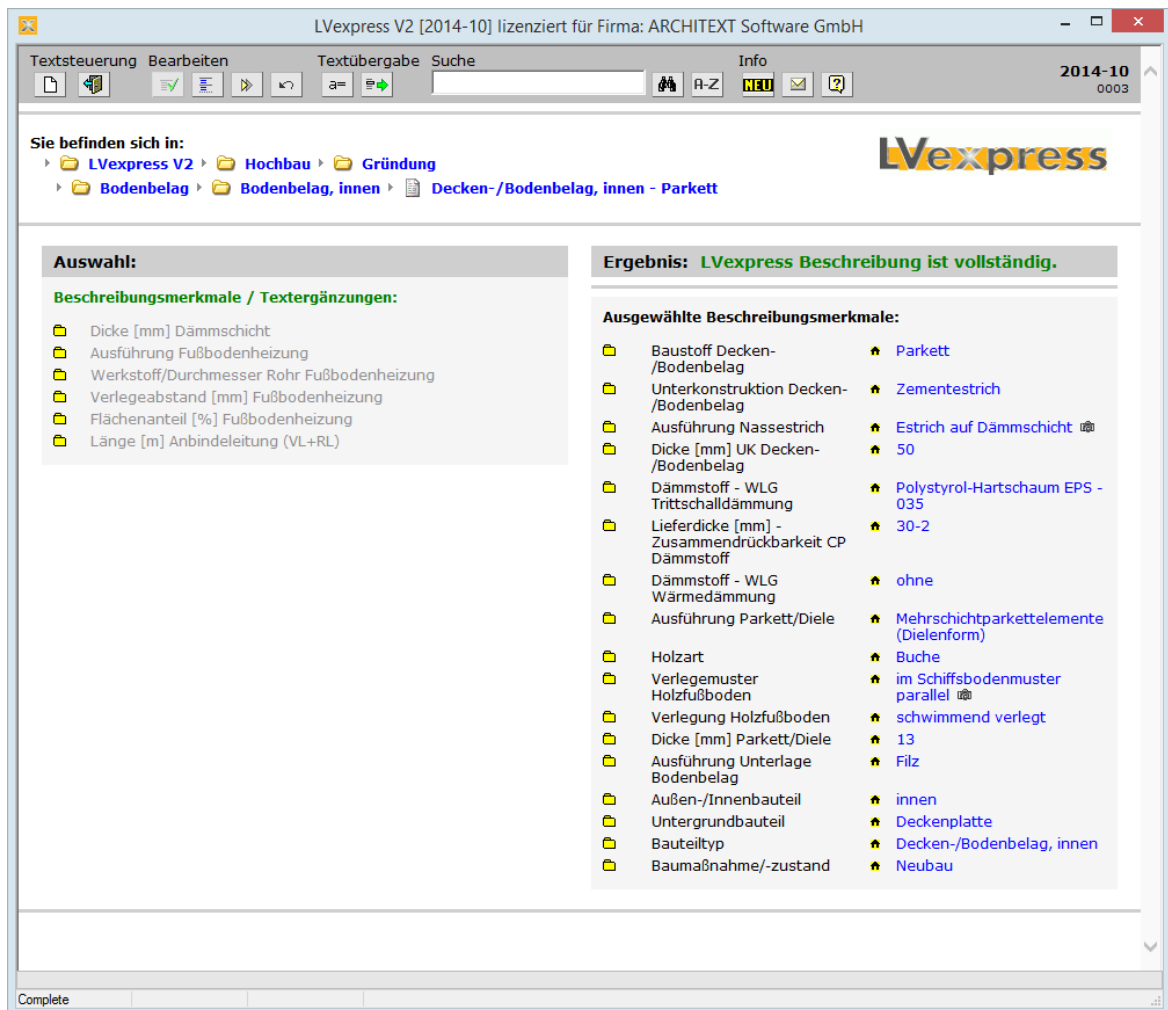 LVexpress V2 [2014-10] lizenziert für Firma: ARCHITEXT Software GmbH
Textsteuerung Bearbeiten Textübergabe Suche Info
a= A-Z NEU
2014-10
0003
Sie befinden sich in:
LVexpress V2 Hochbau Gründung
Bodenbelag Bodenbelag, innen Decken-/Bodenbelag, innen - Parkett
LVexpress
Auswahl:
Beschreibungsmerkmale / Textergänzungen:
Dicke [mm] Dämmschicht
Ausführung Fußbodenheizung
Werkstoff/Durchmesser Rohr Fußbodenheizung
Verlegeabstand [mm] Fußbodenheizung
Flächenanteil [%] Fußbodenheizung
Länge [m] Anbindeleitung (VL+RL)
Ergebnis: LVexpress Beschreibung ist vollständig.
Ausgewählte Beschreibungsmerkmale:
Baustoff Decken- Parkett
/Bodenbelag
Unterkonstruktion Decken- Zementestrich
/Bodenbelag
Ausführung Nassestrich Estrich auf Dämmschicht
Dicke [mm] UK Decken- 50
/Bodenbelag
Dämmstoff - WLG Polystyrol-Hartschaum EPS -
Trittschalldämmung 035
Lieferdicke [mm] - 30-2
Zusammendrückbarkeit CP
Dämmstoff
Dämmstoff - WLG ohne
Wärmedämmung
Ausführung Parkett/Diele Mehrschichtparkettelemente
(Dielenform)
Holzart Buche
Verlegemuster im Schiffsbodenmuster
Holzfußboden parallel
Verlegung Holzfußboden schwimmend verlegt
Dicke [mm] Parkett/Diele 13
Ausführung Unterlage Filz
Bodenbelag
Außen-/Innenbauteil innen
Untergrundbauteil Deckenplatte
Bauteiltyp Decken-/Bodenbelag, innen
Baumaßnahme/-zustand Neubau
Complete